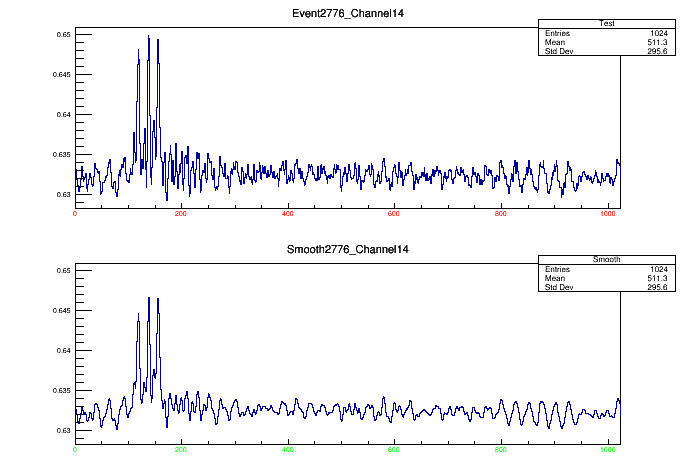 Event2776_Channel14
Test
Entries 1024
Mean 511.3
Std Dev 295.6
0.65
0.645
0.64
0.635
0.63
0 200 400 600 800 1000
Smooth2776_Channel14
Smooth
Entries 1024
Mean 511.3
Std Dev 295.6
0.65
0.645
0.64
0.635
0.63
0 200 400 600 800 1000